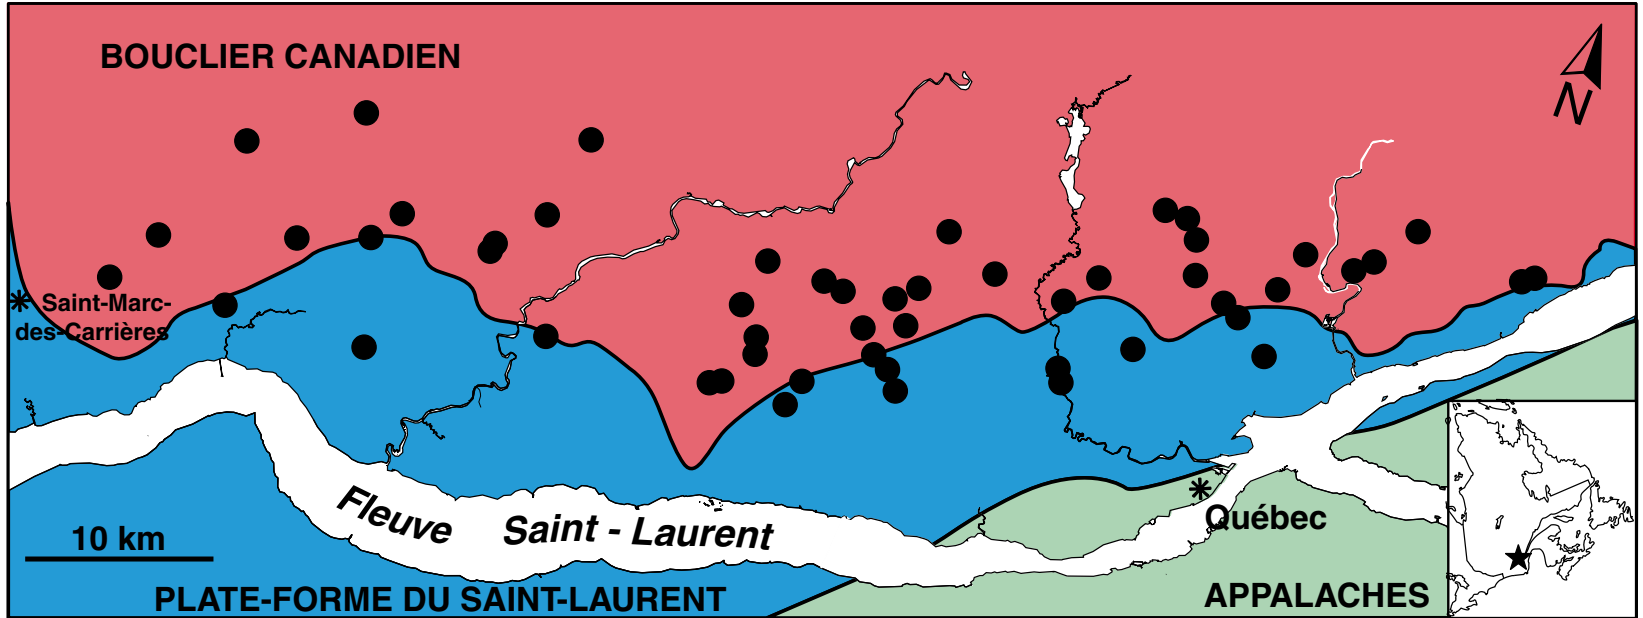 BOUCLIER CANADIEN
N
Saint-Marc-
des-Carrières
Fleuve Saint - Laurent
Québec
10 km
PLATE-FORME DU SAINT-LAURENT
APPALACHES